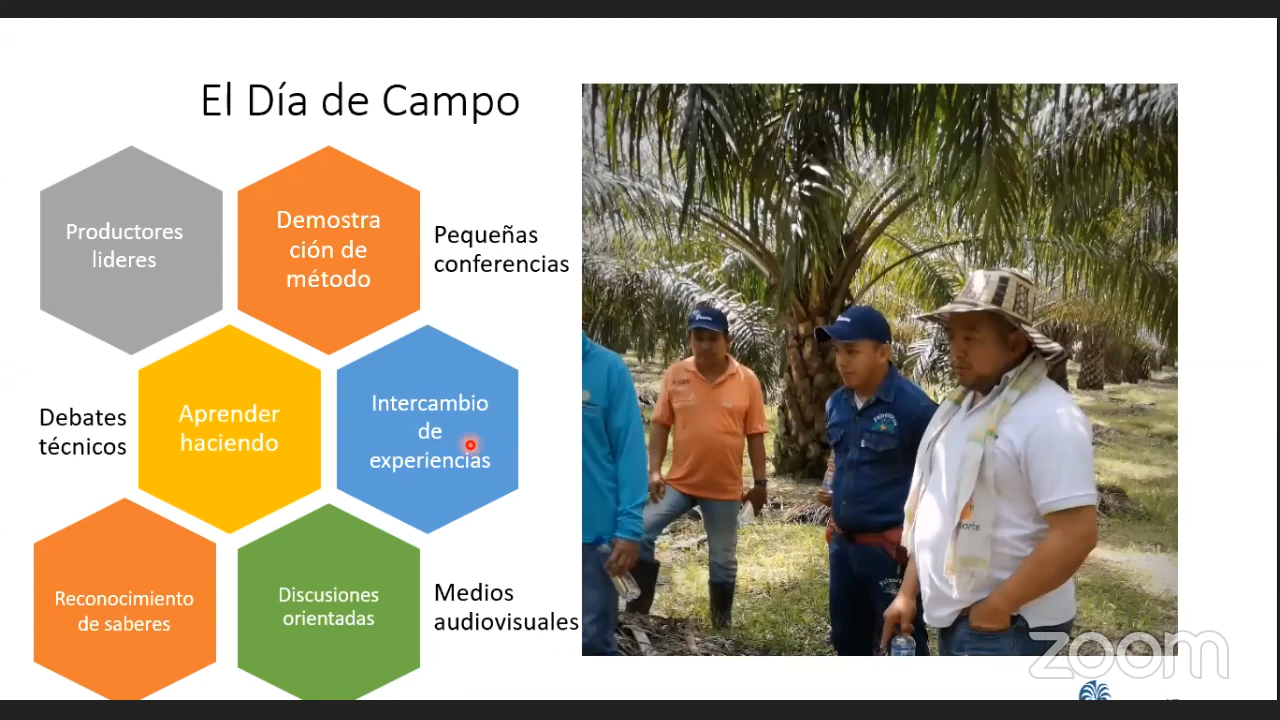 El Día de Campo
Productores
lideres
Demostra
ción de
método
Pequeñas
conferencias
Debates
técnicos
Aprender
haciendo
Intercambio
de
experiencias
Reconocimiento
de saberes
Discusiones
orientadas
Medios
audiovisuales
zoom